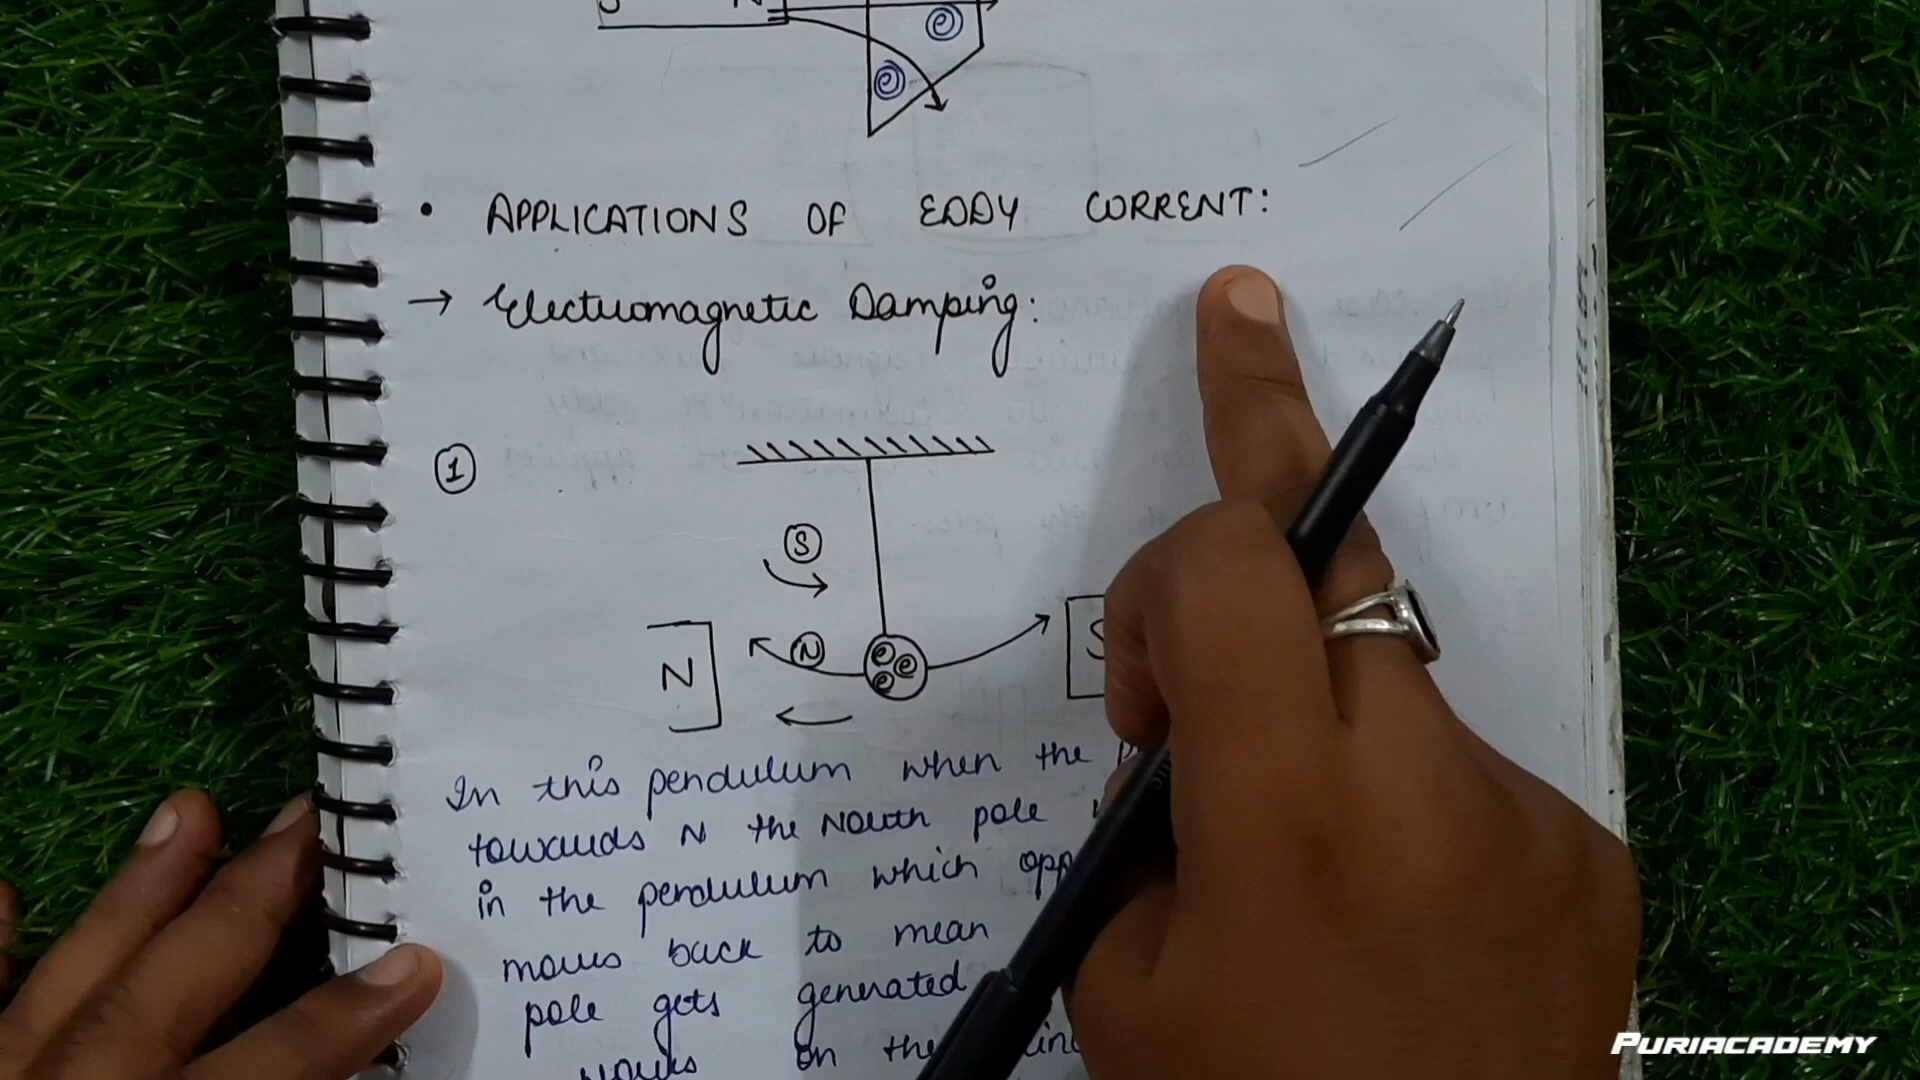 S N
e
e
• APPLICATIONS OF EDDY CURRENT:
→ Electromagnetic Damping:
1
S
N
N
e e
e
S
In this pendulum when the
towards N the North pole
in the pendulum which
moves back to mean
pole gets generated
on the
PURIACADEMY